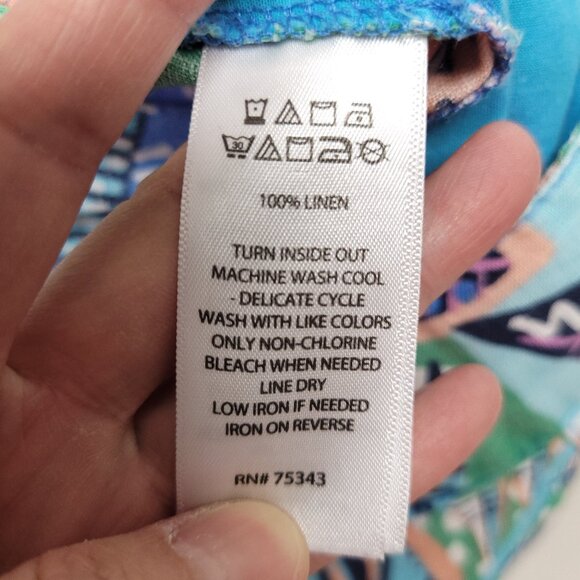 30
100% LINEN
TURN INSIDE OUT
MACHINE WASH COOL
- DELICATE CYCLE
WASH WITH LIKE COLORS
ONLY NON-CHLORINE
BLEACH WHEN NEEDED
LINE DRY
LOW IRON IF NEEDED
IRON ON REVERSE
RN# 75343